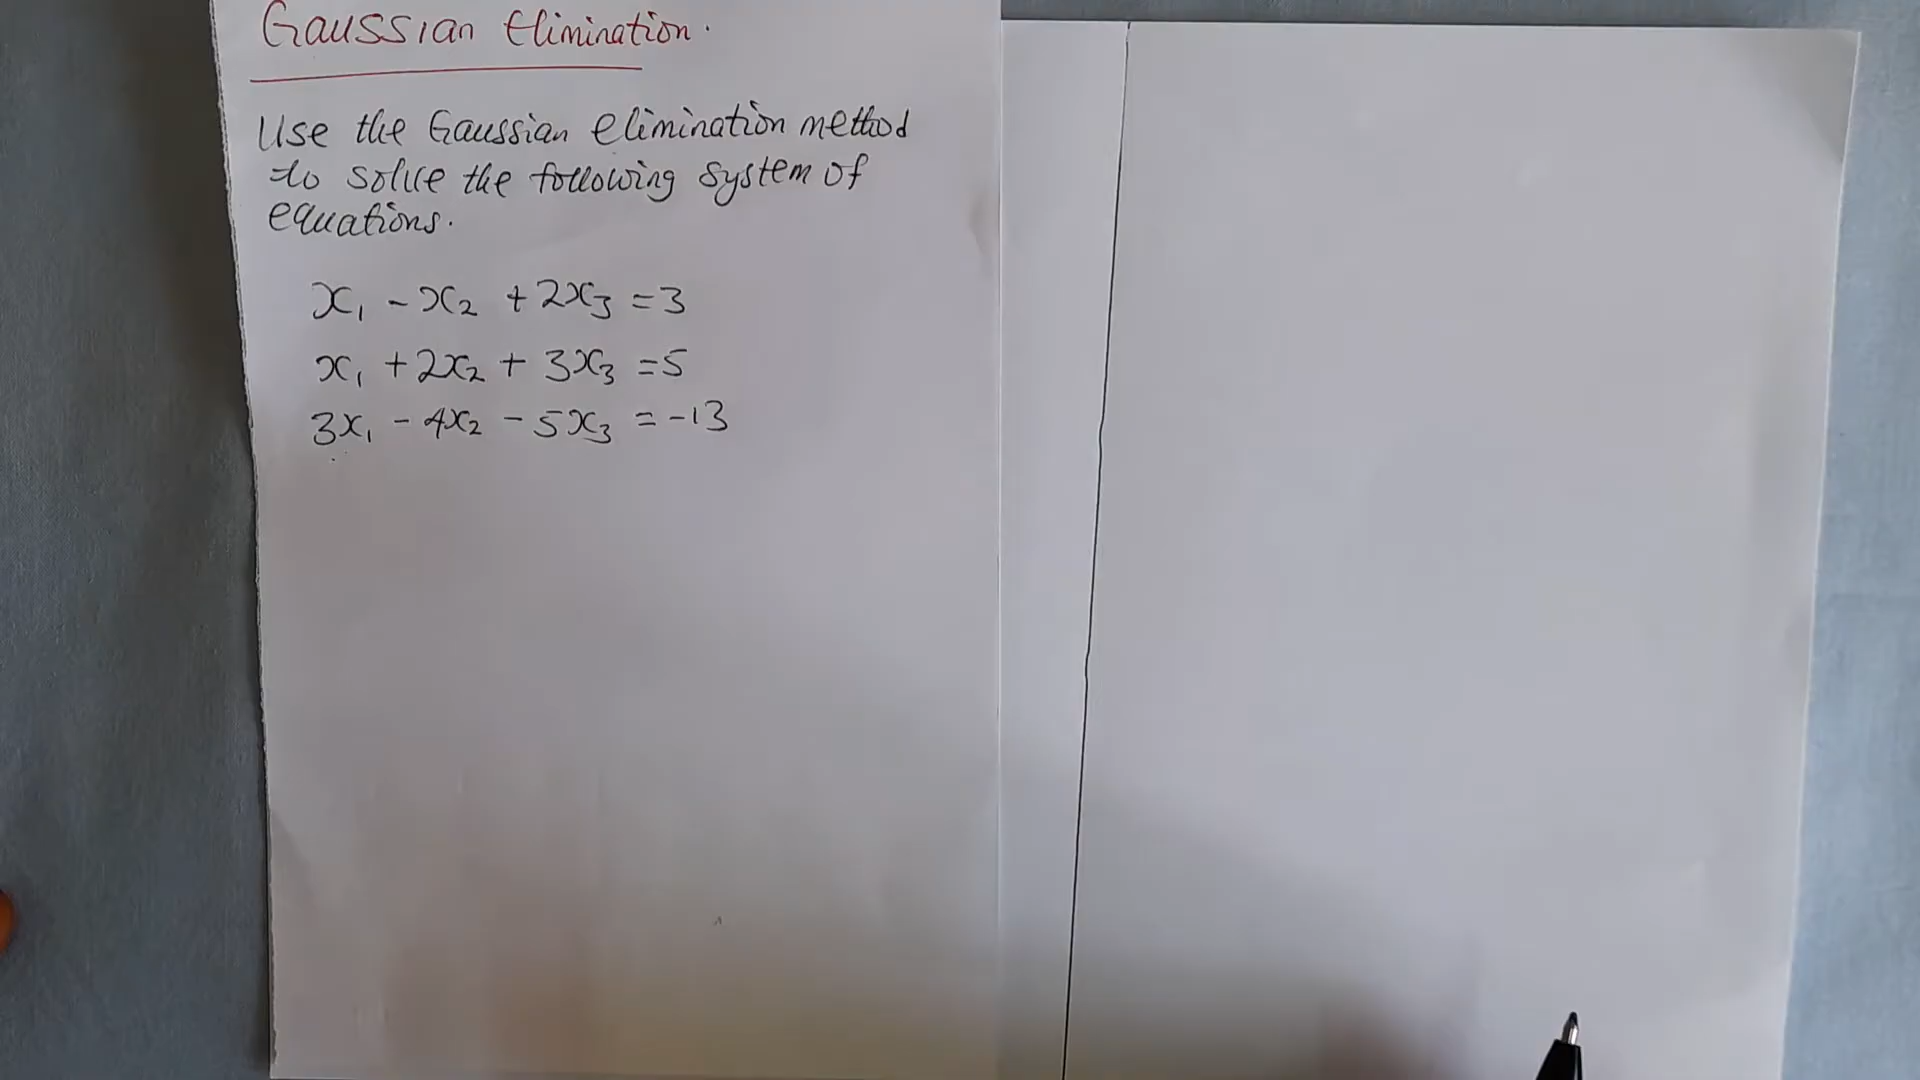 Gaussian Elimination.
Use the Gaussian elimination method
to solve the following system of
equations.
x₁ - x₂ + 2x₃ = 3
x₁ + 2x₂ + 3x₃ = 5
3x₁ - 4x₂ - 5x₃ = -13